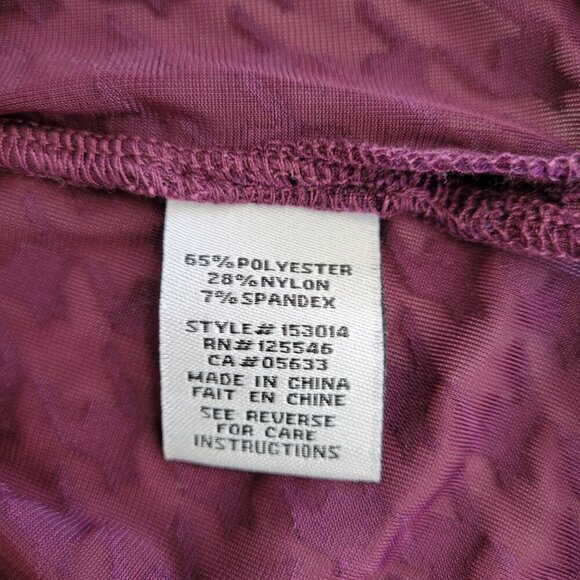 65% POLYESTER
28% NYLON
7% SPANDEX
STYLE# 153014
RN# 125546
CA# 05633
MADE IN CHINA
FAIT EN CHINE
SEE REVERSE
FOR CARE
INSTRUCTIONS